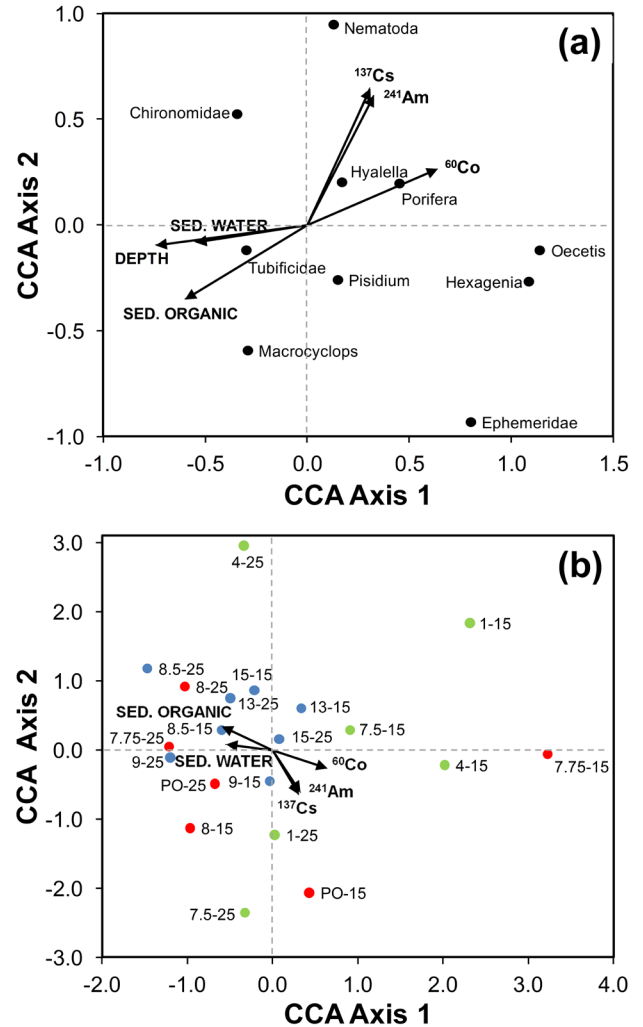 1.0
(a)
Nematoda
¹³⁷Cs
²⁴¹Am
Chironomidae
0.5
Hyalella
⁶⁰Co
Porifera
CCA Axis 2
0.0
SED. WATER
DEPTH
Tubificidae
Oecetis
Pisidium
Hexagenia
SED. ORGANIC
-0.5
Macrocyclops
Ephemeridae
-1.0
-1.0 -0.5 0.0 0.5 1.0 1.5
CCA Axis 1
3.0
(b)
4-25
2.0
1-15
8.5-25
15-15
8-25
1.0
13-25
13-15
SED. ORGANIC
8.5-15
15-25
7.5-15
7.75-25
CCA Axis 2
0.0
9-25
SED. WATER
⁶⁰Co
4-15
7.75-15
PO-25
9-15
²⁴¹Am
¹³⁷Cs
-1.0
8-15
1-25
-2.0
PO-15
7.5-25
-3.0
-2.0 -1.0 0.0 1.0 2.0 3.0 4.0
CCA Axis 1